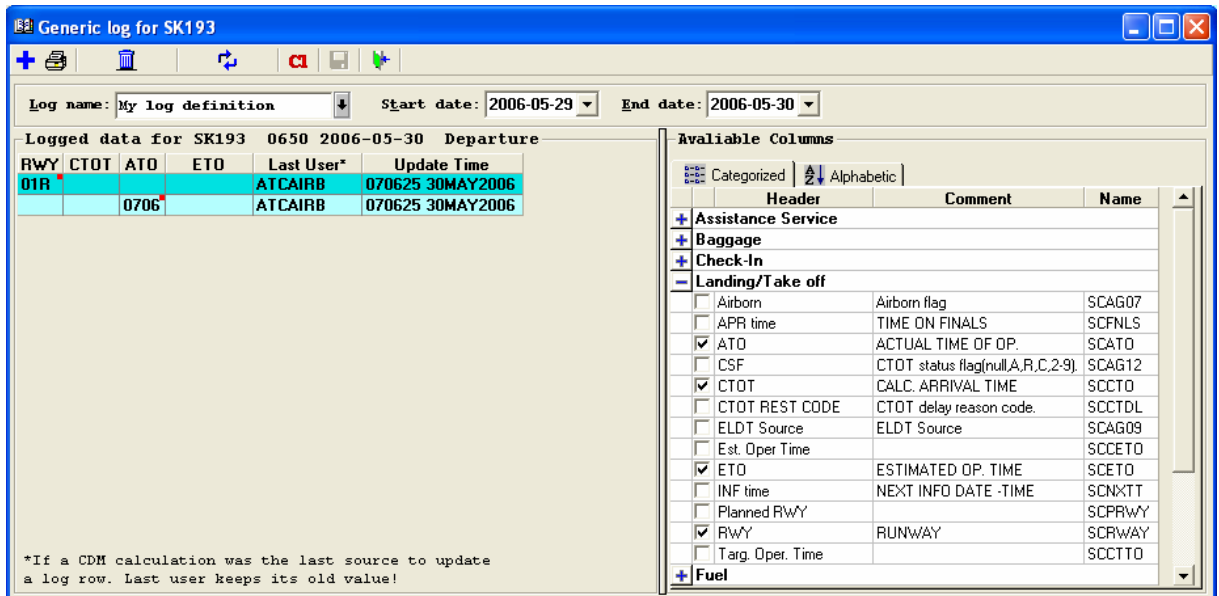 Generic log for SK193
C1
Log name: My log definition Start date: 2006-05-29 End date: 2006-05-30
Logged data for SK193 0650 2006-05-30 Departure
RWY CTOT ATO ETO Last User* Update Time
01R ATCAIRB 070625 30MAY2006
0706 ATCAIRB 070625 30MAY2006
*If a CDM calculation was the last source to update
a log row. Last user keeps its old value!
Avaliable Columns
Categorized Alphabetic
Header Comment Name
Assistance Service
Baggage
Check-In
Landing/Take off
Airborn Airborn flag SCAG07
APR time TIME ON FINALS SCFNLS
ATO ACTUAL TIME OF OP. SCATO
CSF CTOT status flag(null,A,R,C,2-9). SCAG12
CTOT CALC. ARRIVAL TIME SCCTO
CTOT REST CODE CTOT delay reason code. SCCTDL
ELDT Source ELDT Source SCAG09
Est. Oper Time SCCETO
ETO ESTIMATED OP. TIME SCETO
INF time NEXT INFO DATE -TIME SCNXTT
Planned RWY SCPRWY
RWY RUNWAY SCRWAY
Targ. Oper. Time SCCTTO
Fuel